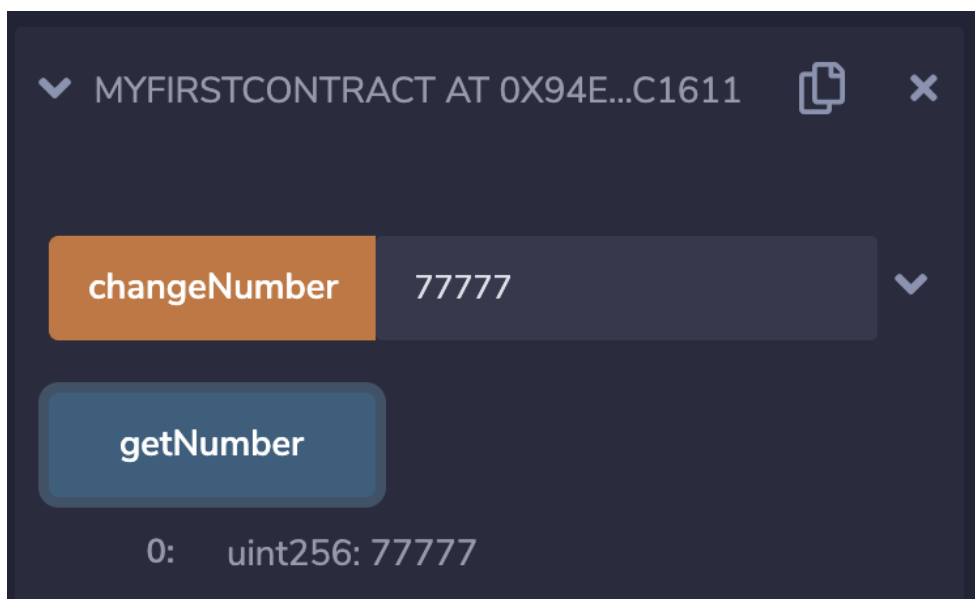 MYFIRSTCONTRACT AT 0X94E...C1611
changeNumber 77777
getNumber
0: uint256: 77777